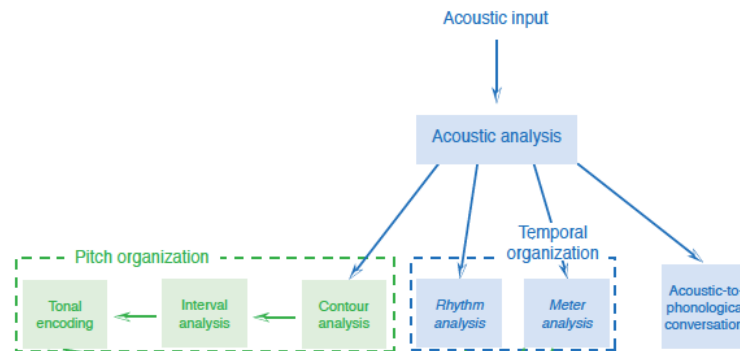 Acoustic input
Acoustic analysis
Pitch organization
Temporal
organization
Tonal
encoding
Interval
analysis
Contour
analysis
Rhythm
analysis
Meter
analysis
Acoustic-to-
phonological
conversation